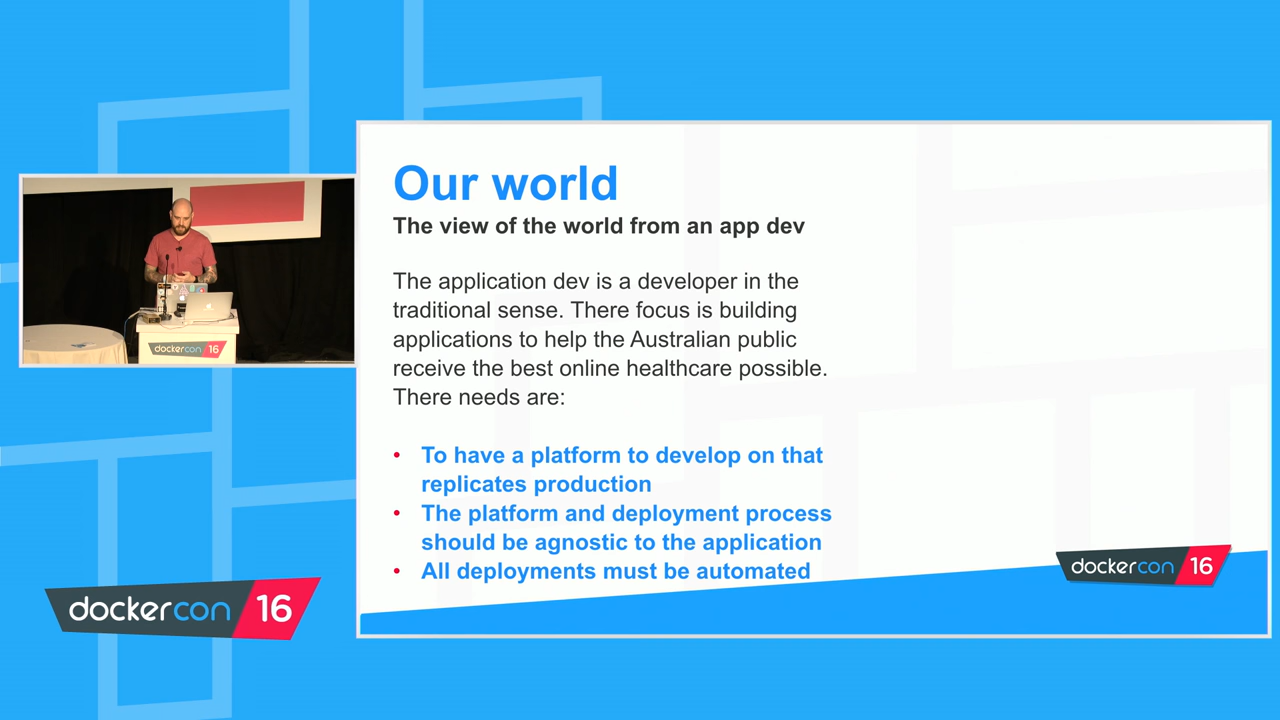 Our world
The view of the world from an app dev
The application dev is a developer in the
traditional sense. There focus is building
applications to help the Australian public
receive the best online healthcare possible.
There needs are:
• To have a platform to develop on that
replicates production
• The platform and deployment process
should be agnostic to the application
• All deployments must be automated
dockercon 16
dockercon 16
dockercon 16